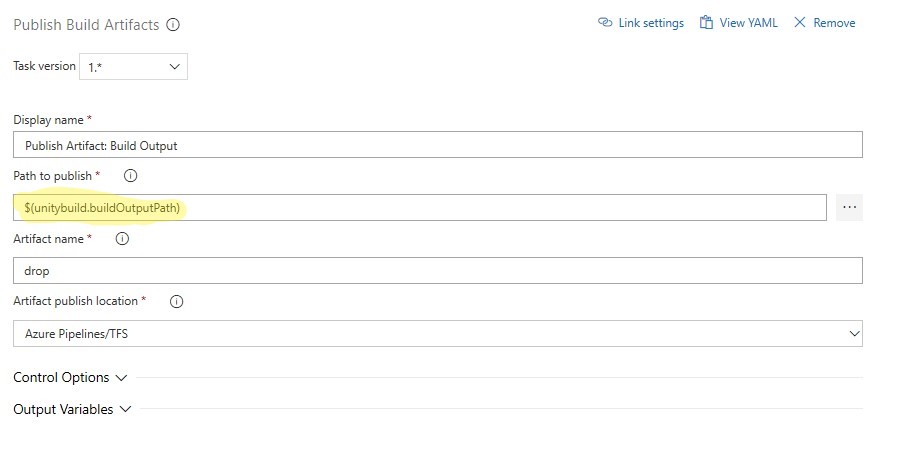 Publish Build Artifacts
Link settings View YAML Remove
Task version 1.*
Display name *
Publish Artifact: Build Output
Path to publish *
$(unitybuild.buildOutputPath)
...
Artifact name *
drop
Artifact publish location *
Azure Pipelines/TFS
Control Options
Output Variables